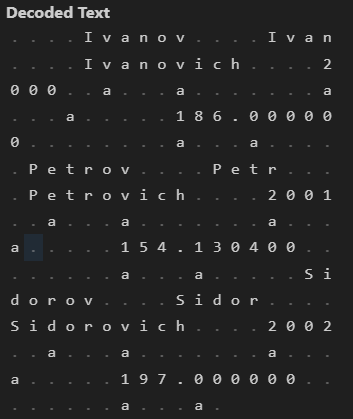 Decoded Text
. . . . I v a n o v . . . . I v a n
. . . . I v a n o v i c h . . . . 2
0 0 0 . . a . . . a . . . . . . . a
. . . a . . . . . 1 8 6 . 0 0 0 0 0
0 . . . . . . . . a . . . a . . . .
. P e t r o v . . . . P e t r . . .
. P e t r o v i c h . . . . 2 0 0 1
. . a . . . a . . . . . . . a . . .
a . . . . . 1 5 4 . 1 3 0 4 0 0 . .
. . . . . . a . . . a . . . . . S i
d o r o v . . . . S i d o r . . . .
S i d o r o v i c h . . . . 2 0 0 2
. . a . . . a . . . . . . . a . . .
a . . . . . 1 9 7 . 0 0 0 0 0 0 . .
. . . . . . a . . . a .